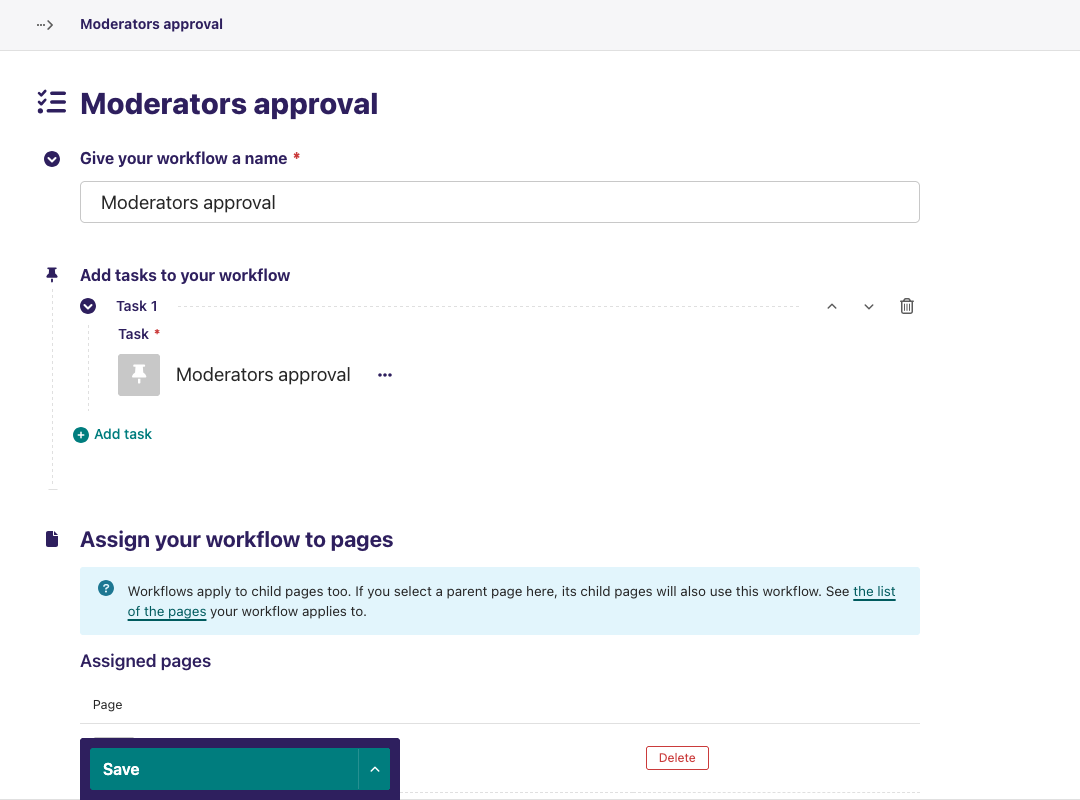 Moderators approval
Moderators approval
Give your workflow a name *
Moderators approval
Add tasks to your workflow
Task 1
Task *
Moderators approval
Add task
Assign your workflow to pages
Workflows apply to child pages too. If you select a parent page here, its child pages will also use this workflow. See the list
of the pages your workflow applies to.
Assigned pages
Page
Delete
Save